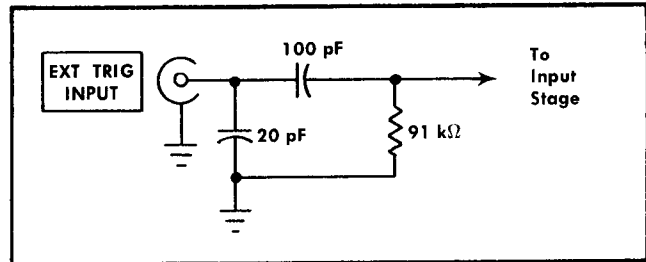 EXT TRIG
INPUT
100 pF
20 pF
91 kΩ
To
Input
Stage